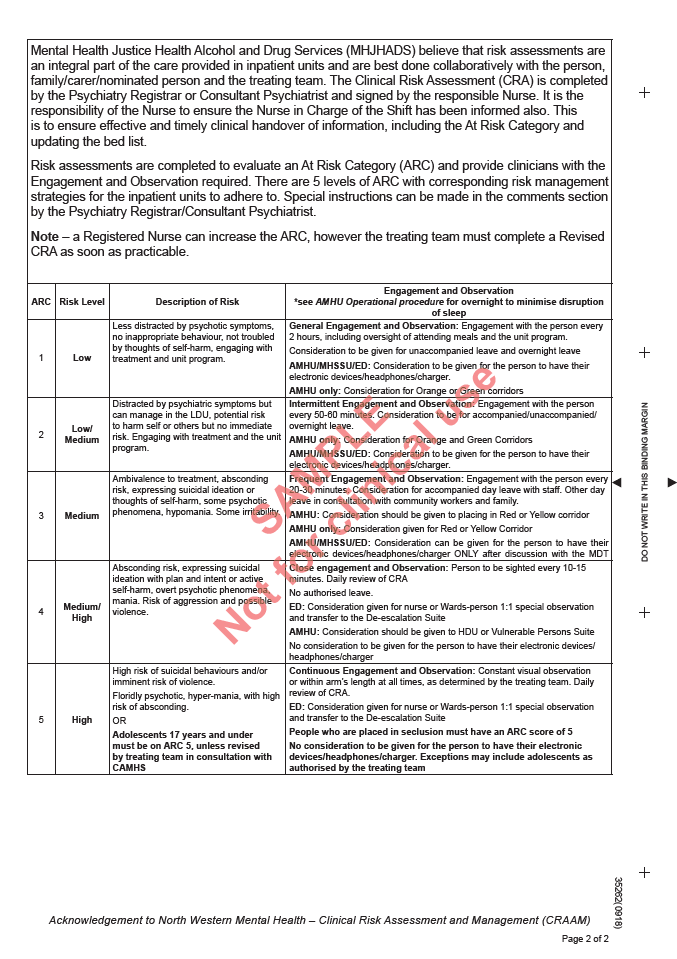 Mental Health Justice Health Alcohol and Drug Services (MHJHADS) believe that risk assessments are
an integral part of the care provided in inpatient units and are best done collaboratively with the person,
family/carer/nominated person and the treating team. The Clinical Risk Assessment (CRA) is completed
by the Psychiatry Registrar or Consultant Psychiatrist and signed by the responsible Nurse. It is the
responsibility of the Nurse to ensure the Nurse in Charge of the Shift has been informed also. This
is to ensure effective and timely clinical handover of information, including the At Risk Category and
updating the bed list.
Risk assessments are completed to evaluate an At Risk Category (ARC) and provide clinicians with the
Engagement and Observation required. There are 5 levels of ARC with corresponding risk management
strategies for the inpatient units to adhere to. Special instructions can be made in the comments section
by the Psychiatry Registrar/Consultant Psychiatrist.
Note – a Registered Nurse can increase the ARC, however the treating team must complete a Revised
CRA as soon as practicable.
ARC
Risk Level
Description of Risk
Engagement and Observation
*see AMHU Operational procedure for overnight to minimise disruption
of sleep
1
Low
Less distracted by psychotic symptoms,
no inappropriate behaviour, not troubled
by thoughts of self-harm, engaging with
treatment and unit program.
General Engagement and Observation: Engagement with the person every
2 hours, including oversight of attending meals and the unit program.
Consideration to be given for unaccompanied leave and overnight leave
AMHU/MHSSU/ED: Consideration to be given for the person to have their
electronic devices/headphones/charger.
AMHU only: Consideration for Orange or Green corridors
2
Low/
Medium
Distracted by psychiatric symptoms but
can manage in the LDU, potential risk
to harm self or others but no immediate
risk. Engaging with treatment and the unit
program.
Intermittent Engagement and Observation: Engagement with the person
every 50-60 minutes. Consideration to be for accompanied/unaccompanied/
overnight leave.
AMHU only: Consideration for Orange and Green Corridors
AMHU/MHSSU/ED: Consideration to be given for the person to have their
electronic devices/headphones/charger.
3
Medium
Ambivalence to treatment, absconding
risk, expressing suicidal ideation or
thoughts of self-harm, some psychotic
phenomena, hypomania. Some irritability.
Frequent Engagement and Observation: Engagement with the person every
20-30 minutes. Consideration for accompanied day leave with staff. Other day
leave in consultation with community workers and family.
AMHU: Consideration should be given to placing in Red or Yellow corridor
AMHU only: Consideration given for Red or Yellow Corridor
AMHU/MHSSU/ED: Consideration can be given for the person to have their
electronic devices/headphones/charger ONLY after discussion with the MDT
4
Medium/
High
Absconding risk, expressing suicidal
ideation with plan and intent or active
self-harm, overt psychotic phenomena,
mania. Risk of aggression and possible
violence.
Close engagement and Observation: Person to be sighted every 10-15
minutes. Daily review of CRA
No authorised leave.
ED: Consideration given for nurse or Wards-person 1:1 special observation
and transfer to the De-escalation Suite
AMHU: Consideration should be given to HDU or Vulnerable Persons Suite
No consideration to be given for the person to have their electronic devices/
headphones/charger
5
High
High risk of suicidal behaviours and/or
imminent risk of violence.
Floridly psychotic, hyper-mania, with high
risk of absconding.
OR
Adolescents 17 years and under
must be on ARC 5, unless revised
by treating team in consultation with
CAMHS
Continuous Engagement and Observation: Constant visual observation
or within arm's length at all times, as determined by the treating team. Daily
review of CRA.
ED: Consideration given for nurse or Wards-person 1:1 special observation
and transfer to the De-escalation Suite
People who are placed in seclusion must have an ARC score of 5
No consideration to be given for the person to have their electronic
devices/headphones/charger. Exceptions may include adolescents as
authorised by the treating team
SAMPLE
Not for clinical use
DO NOT WRITE IN THIS BINDING MARGIN
35262(0918)
Acknowledgement to North Western Mental Health – Clinical Risk Assessment and Management (CRAAM)
Page 2 of 2